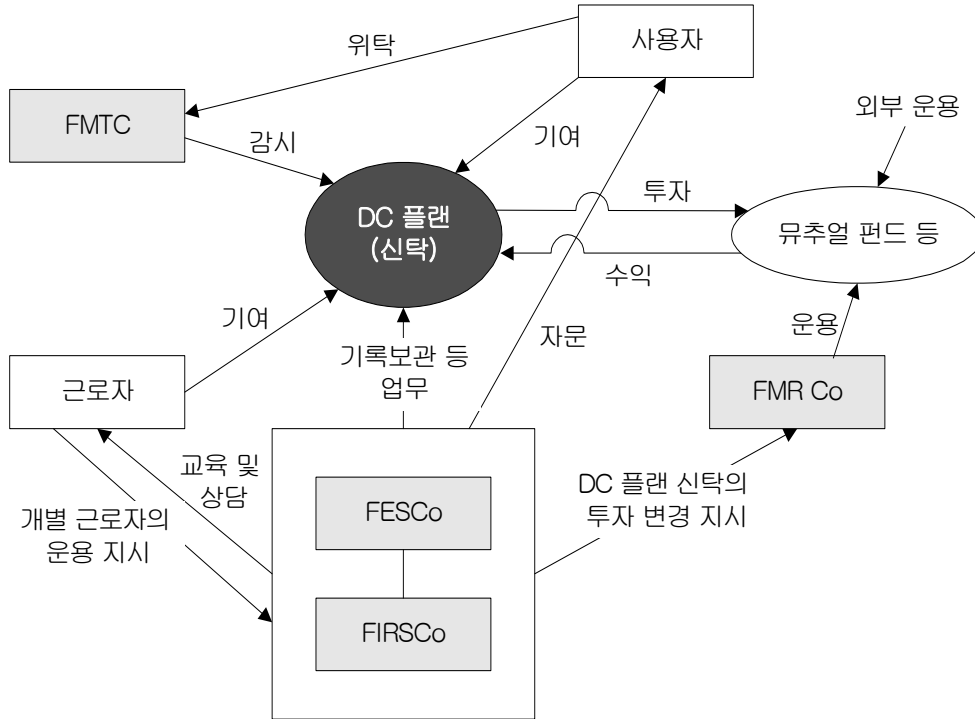 사용자
위탁
외부 운용
FMTC
감시
기여
투자
DC 플랜
(신탁)
뮤추얼 펀드 등
수익
기여
운용
자문
기록보관 등
업무
근로자
FMR Co
교육 및
상담
DC 플랜 신탁의
투자 변경 지시
FESCo
개별 근로자의
운용 지시
FIRSCo